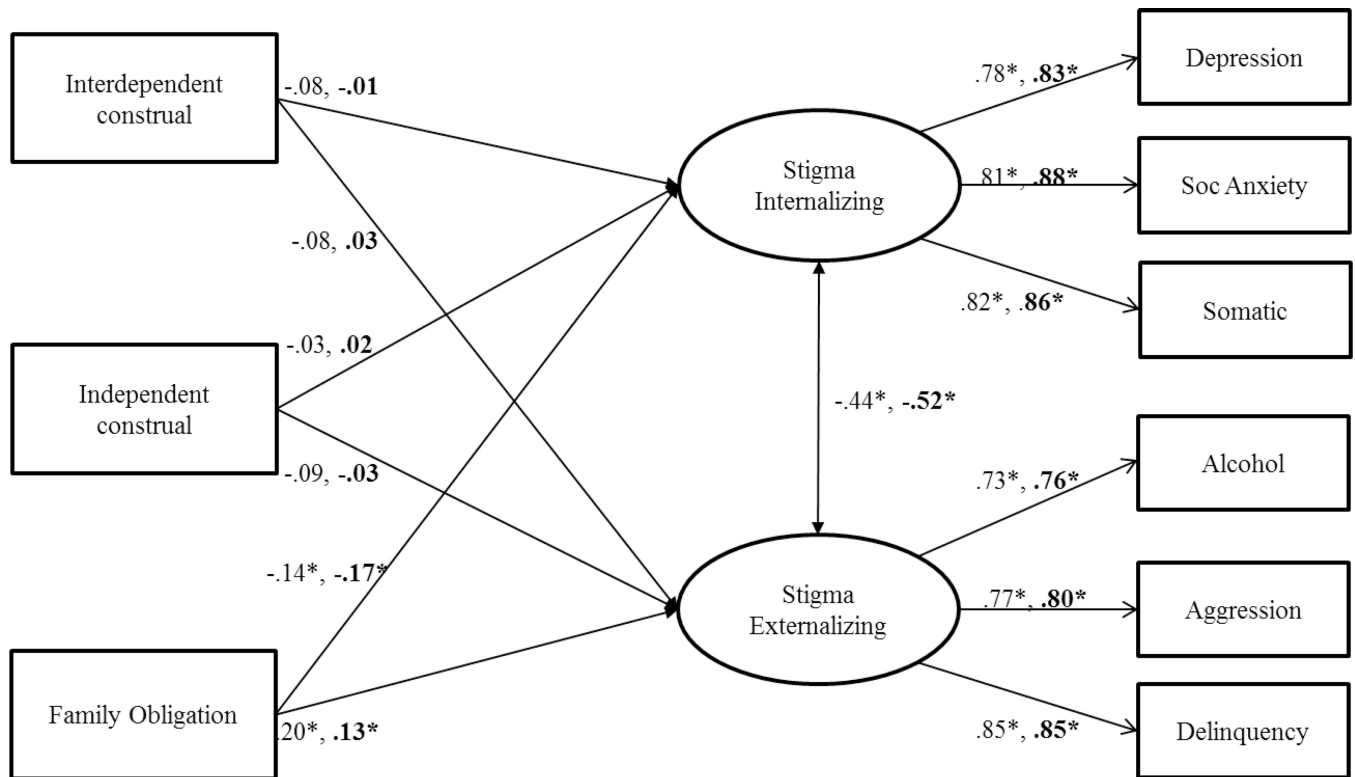 Interdependent
construal
Independent
construal
Family Obligation
-.08, -.01
-.08, .03
-.03, .02
-.09, -.03
-.14*, -.17*
.20*, .13*
Stigma
Internalizing
-.44*, -.52*
Stigma
Externalizing
.78*, .83*
.81*, .88*
.82*, .86*
.73*, .76*
.77*, .80*
.85*, .85*
Depression
Soc Anxiety
Somatic
Alcohol
Aggression
Delinquency